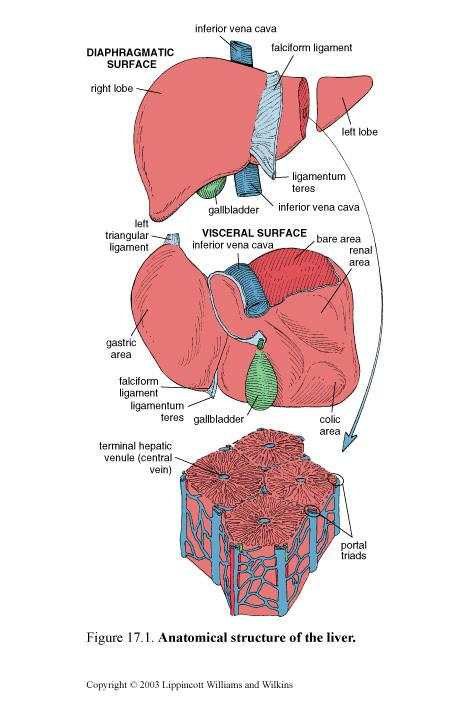 inferior vena cava
falciform ligament
DIAPHRAGMATIC
SURFACE
right lobe
left lobe
ligamentum
teres
gallbladder
inferior vena cava
left
triangular
ligament
VISCERAL SURFACE
inferior vena cava
bare area
renal
area
gastric
area
falciform
ligament
ligamentum
teres
gallbladder
colic
area
terminal hepatic
venule (central
vein)
portal
triads
Figure 17.1. Anatomical structure of the liver.
Copyright © 2003 Lippincott Williams and Wilkins